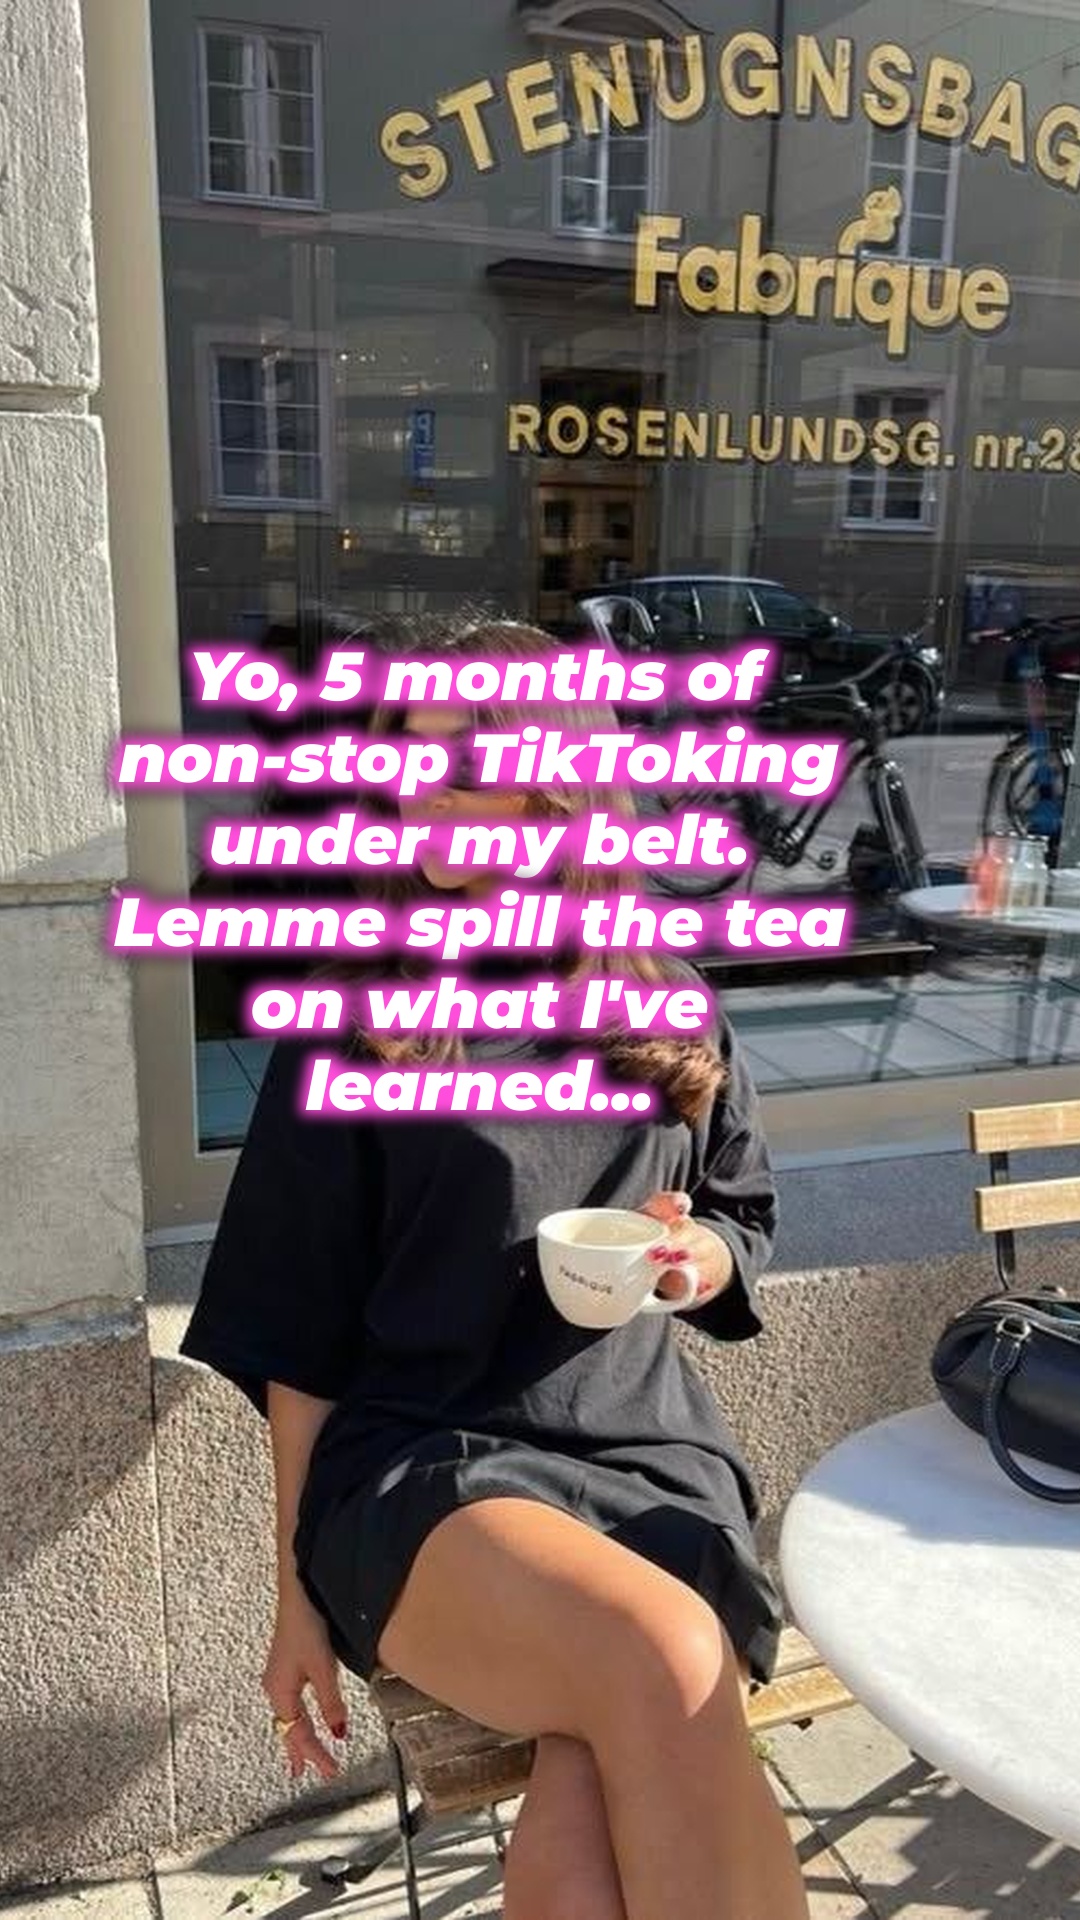 STENUGNSBAG
Fabrique
ROSENLUNDSG. nr.28
Yo, 5 months of
non-stop TikToking
under my belt.
Lemme spill the tea
on what I've
learned...
FABRIQUE
P